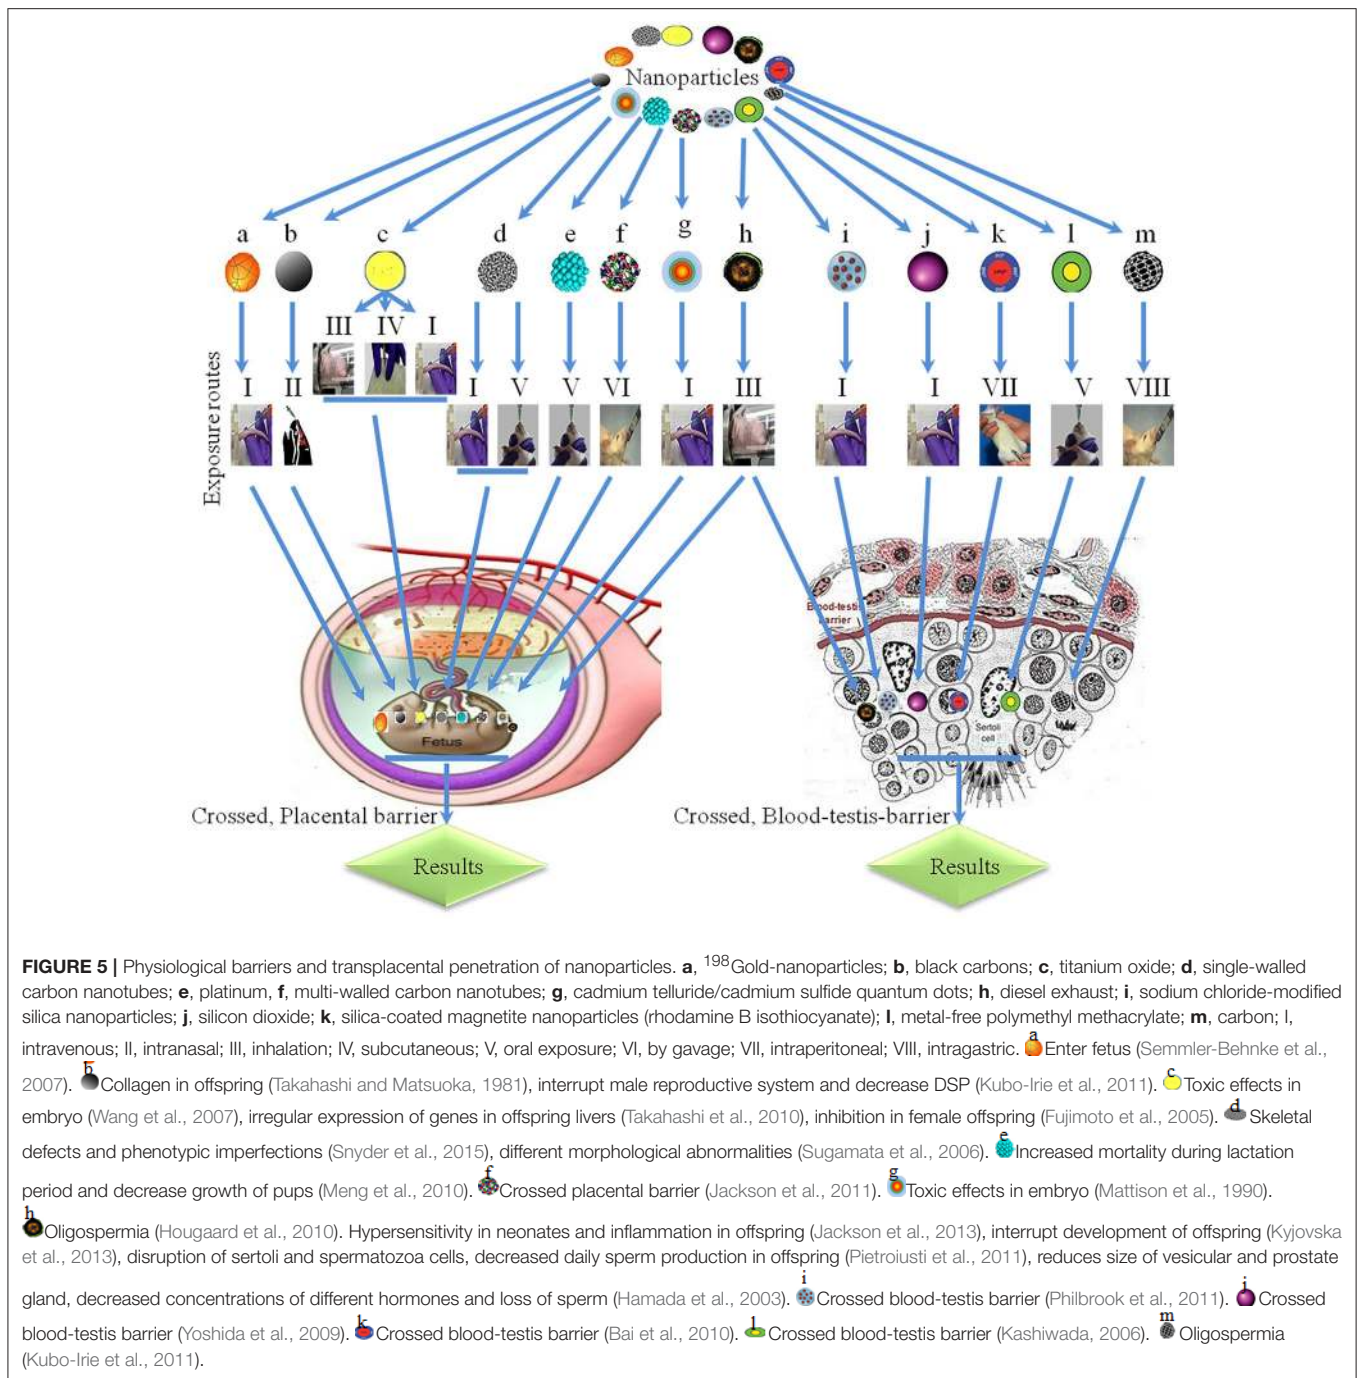 Nanoparticles
a b c d e f g h i j k l m
III IV I
Exposure routes
I II I V V VI I III I I VII V VIII
Blood-testis
barrier
Sertoli
cell
Fetus
Crossed, Placental barrier
Crossed, Blood-testis-barrier
Results
Results
FIGURE 5 | Physiological barriers and transplacental penetration of nanoparticles. a, 198Gold-nanoparticles; b, black carbons; c, titanium oxide; d, single-walled
carbon nanotubes; e, platinum, f, multi-walled carbon nanotubes; g, cadmium telluride/cadmium sulfide quantum dots; h, diesel exhaust; i, sodium chloride-modified
silica nanoparticles; j, silicon dioxide; k, silica-coated magnetite nanoparticles (rhodamine B isothiocyanate); l, metal-free polymethyl methacrylate; m, carbon; I,
intravenous; II, intranasal; III, inhalation; IV, subcutaneous; V, oral exposure; VI, by gavage; VII, intraperitoneal; VIII, intragastric. a Enter fetus (Semmler-Behnke et al.,
2007). b Collagen in offspring (Takahashi and Matsuoka, 1981), interrupt male reproductive system and decrease DSP (Kubo-Irie et al., 2011). c Toxic effects in
embryo (Wang et al., 2007), irregular expression of genes in offspring livers (Takahashi et al., 2010), inhibition in female offspring (Fujimoto et al., 2005). d Skeletal
defects and phenotypic imperfections (Snyder et al., 2015), different morphological abnormalities (Sugamata et al., 2006). e Increased mortality during lactation
period and decrease growth of pups (Meng et al., 2010). f Crossed placental barrier (Jackson et al., 2011). g Toxic effects in embryo (Mattison et al., 1990).
h Oligospermia (Hougaard et al., 2010). Hypersensitivity in neonates and inflammation in offspring (Jackson et al., 2013), interrupt development of offspring (Kyjovska
et al., 2013), disruption of sertoli and spermatozoa cells, decreased daily sperm production in offspring (Pietroiusti et al., 2011), reduces size of vesicular and prostate
gland, decreased concentrations of different hormones and loss of sperm (Hamada et al., 2003). i Crossed blood-testis barrier (Philbrook et al., 2011). j Crossed
blood-testis barrier (Yoshida et al., 2009). k Crossed blood-testis barrier (Bai et al., 2010). l Crossed blood-testis barrier (Kashiwada, 2006). m Oligospermia
(Kubo-Irie et al., 2011).